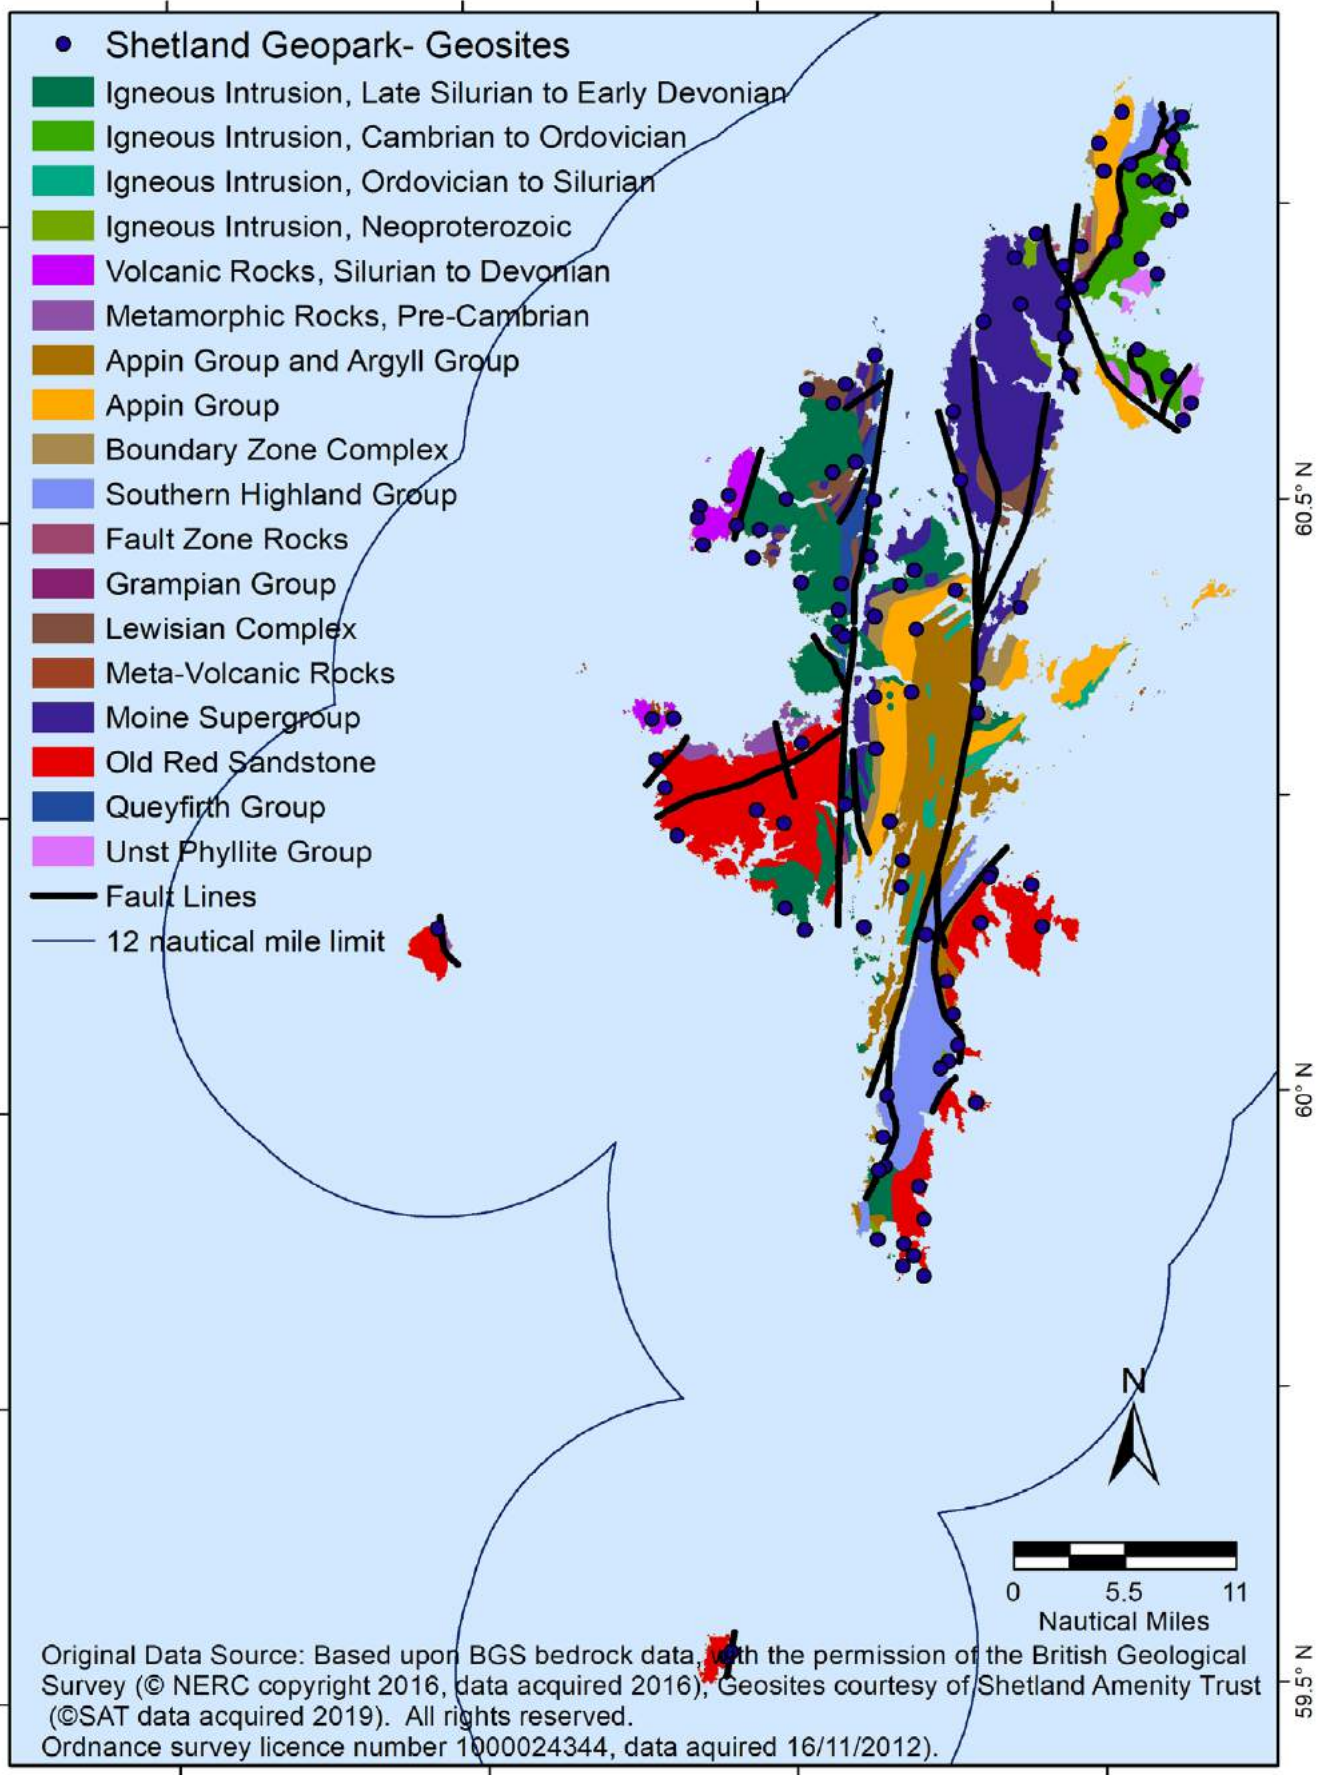 Shetland Geopark- Geosites
Igneous Intrusion, Late Silurian to Early Devonian
Igneous Intrusion, Cambrian to Ordovician
Igneous Intrusion, Ordovician to Silurian
Igneous Intrusion, Neoproterozoic
Volcanic Rocks, Silurian to Devonian
Metamorphic Rocks, Pre-Cambrian
Appin Group and Argyll Group
Appin Group
Boundary Zone Complex
Southern Highland Group
Fault Zone Rocks
Grampian Group
Lewisian Complex
Meta-Volcanic Rocks
Moine Supergroup
Old Red Sandstone
Queyfirth Group
Unst Phyllite Group
Fault Lines
12 nautical mile limit
60.5° N
60° N
59.5° N
N
0 5.5 11
Nautical Miles
Original Data Source: Based upon BGS bedrock data, with the permission of the British Geological
Survey (© NERC copyright 2016, data acquired 2016), Geosites courtesy of Shetland Amenity Trust
(©SAT data acquired 2019). All rights reserved.
Ordnance survey licence number 1000024344, data aquired 16/11/2012).